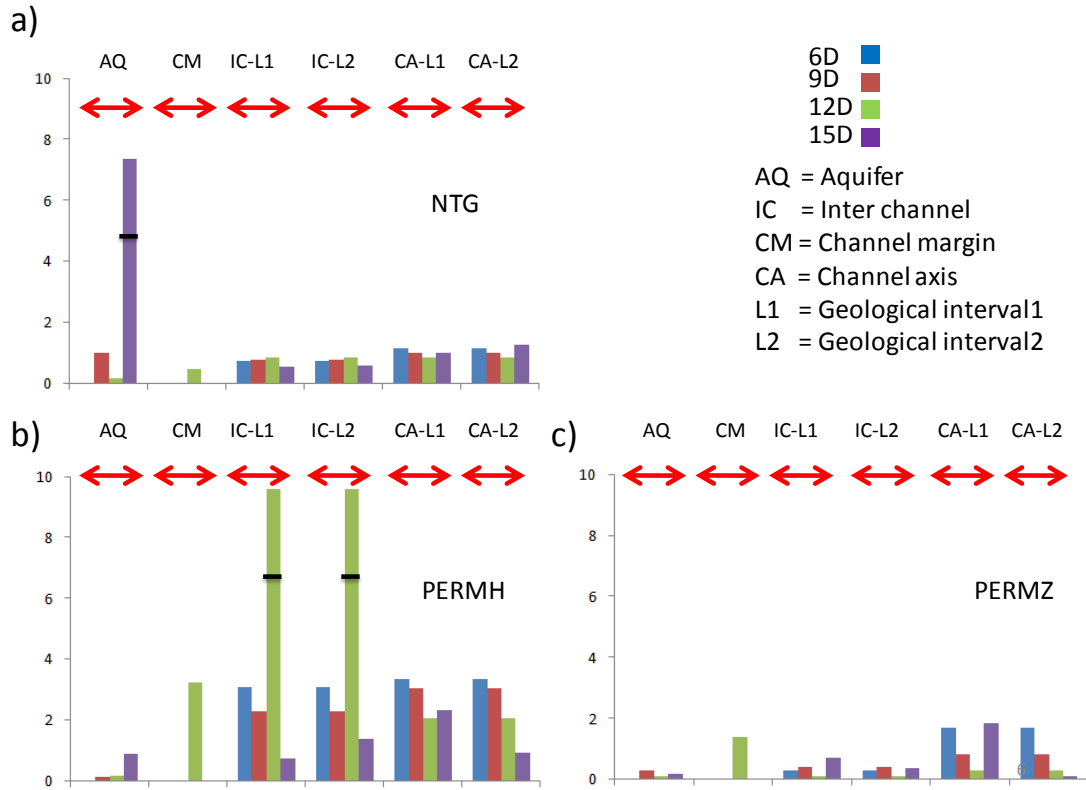 a)
AQ CM IC-L1 IC-L2 CA-L1 CA-L2
10
8
6
4
2
0
NTG
6D
9D
12D
15D
AQ = Aquifer
IC = Inter channel
CM = Channel margin
CA = Channel axis
L1 = Geological interval1
L2 = Geological interval2
b)
AQ CM IC-L1 IC-L2 CA-L1 CA-L2
10
8
6
4
2
0
PERMH
c)
AQ CM IC-L1 IC-L2 CA-L1 CA-L2
10
8
6
4
2
0
PERMZ
6